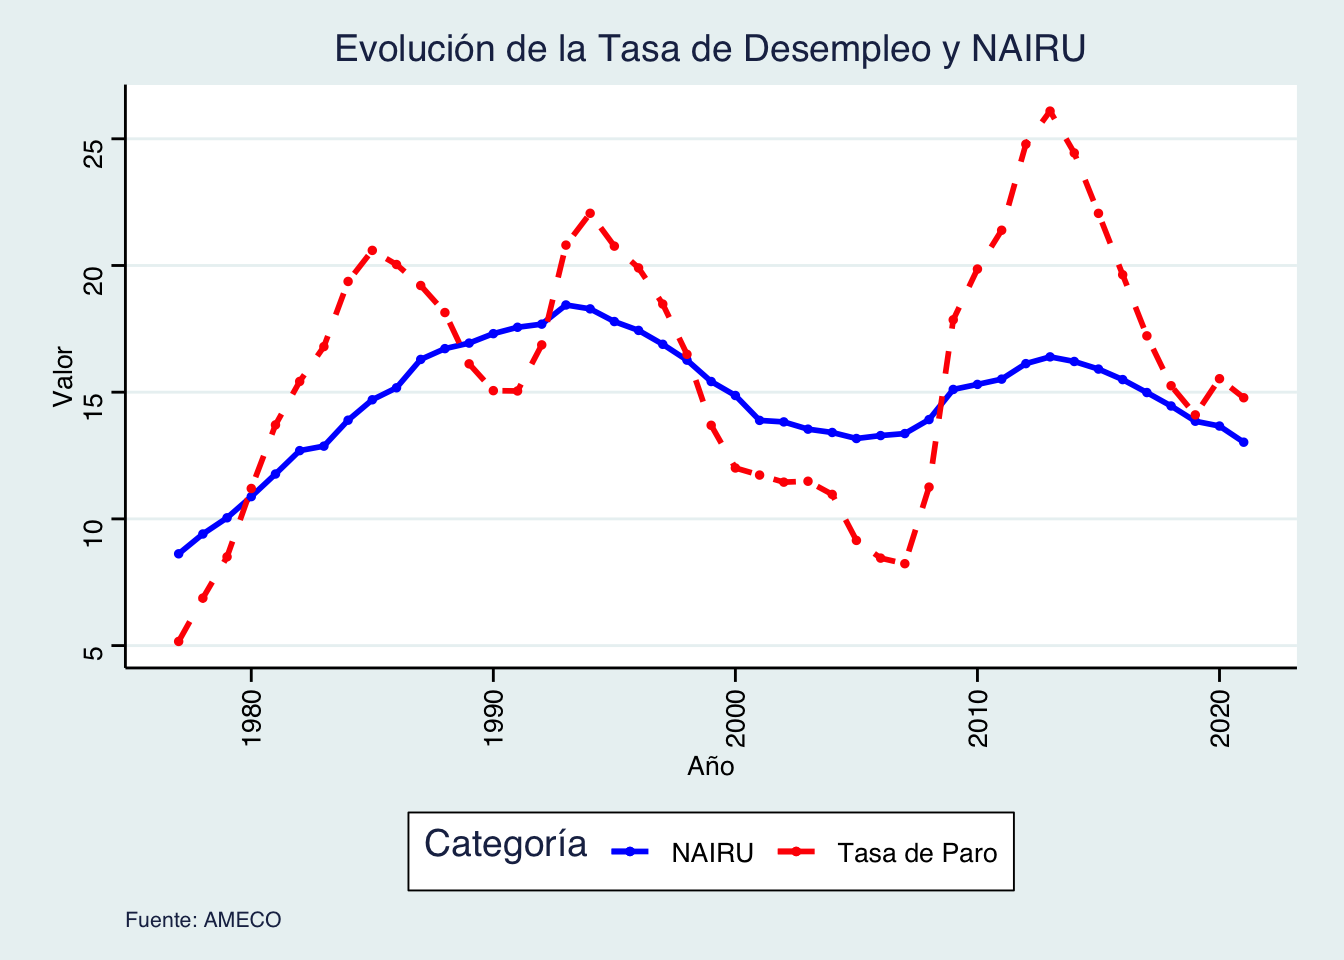 Evolución de la Tasa de Desempleo y NAIRU
Valor
25
20
15
10
5
1980
1990
2000
2010
2020
Año
Categoría NAIRU Tasa de Paro
Fuente: AMECO